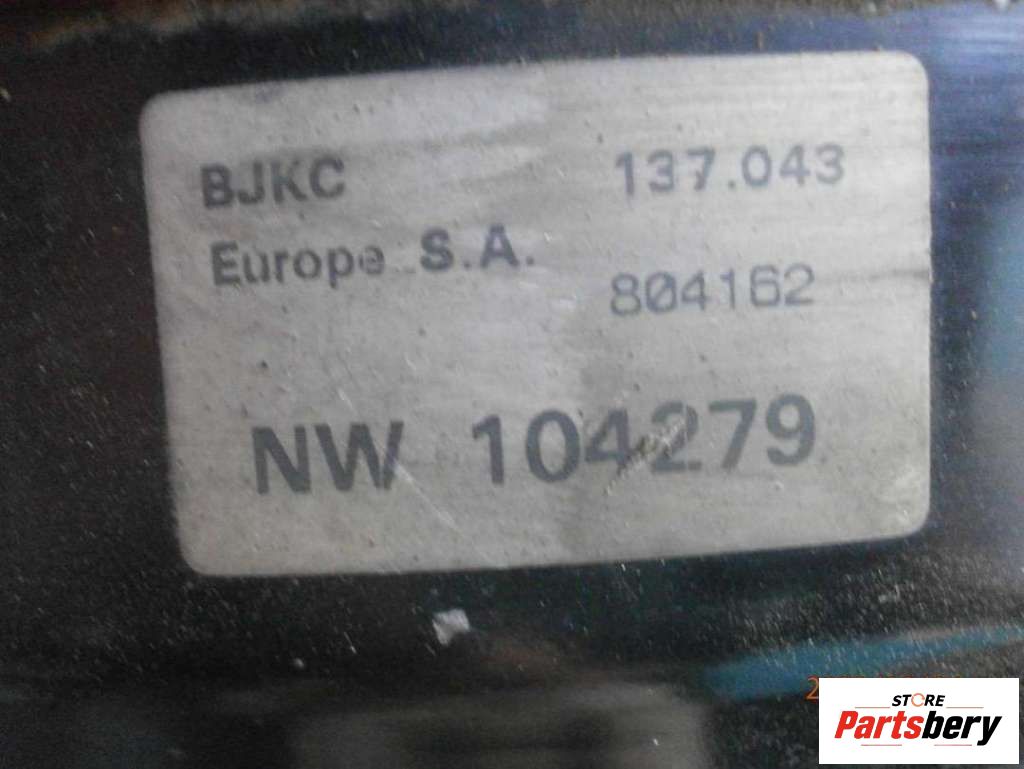 BJKC 137.043
Europe S.A.
804162
NW 104279
STORE
Partsbery